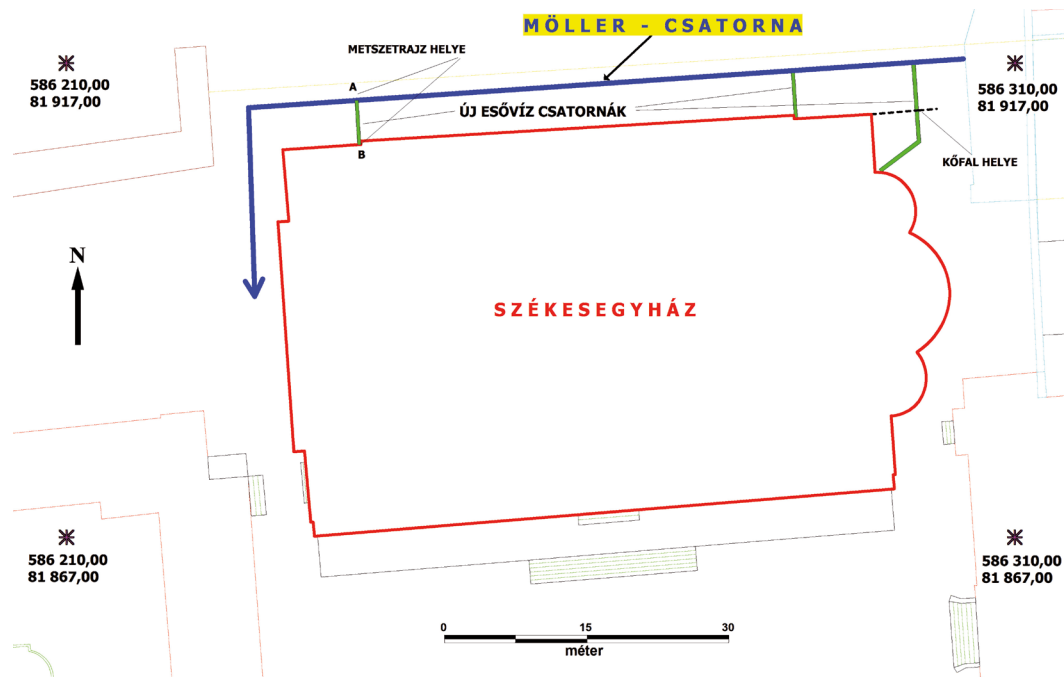 MÖLLER - CSATORNA
METSZETRAJZ HELYE
586 210,00
81 917,00
A
586 310,00
81 917,00
ÚJ ESŐVÍZ CSATORNÁK
B
KŐFAL HELYE
N
SZÉKESEGYHÁZ
586 210,00
81 867,00
586 310,00
81 867,00
0 15 30
méter